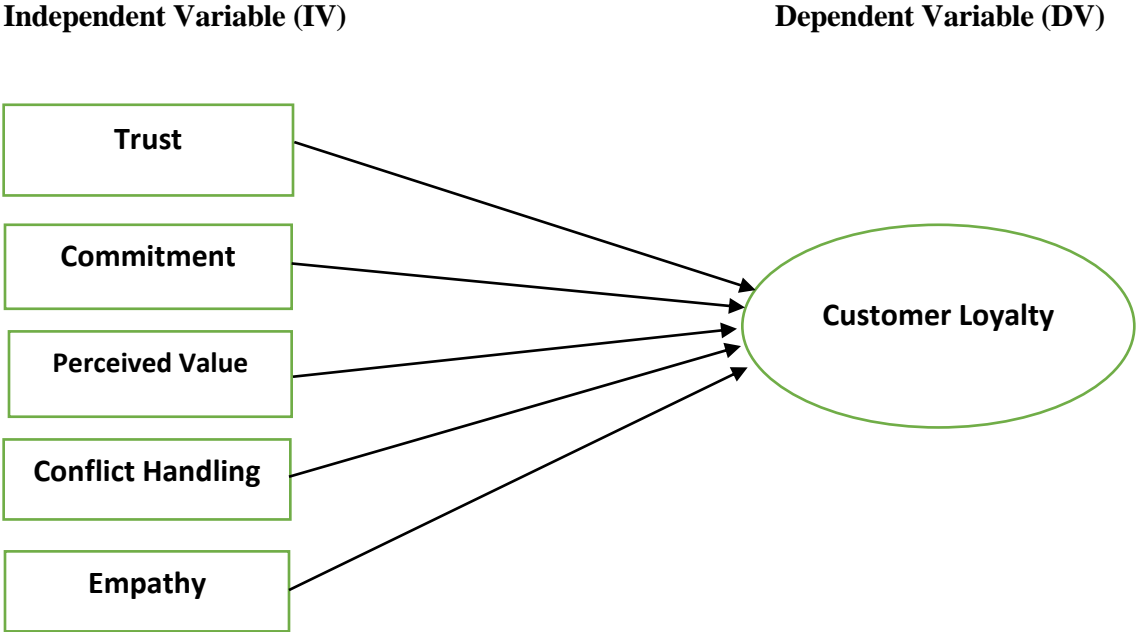 Independent Variable (IV)
Dependent Variable (DV)
Trust
Commitment
Perceived Value
Conflict Handling
Empathy
Customer Loyalty